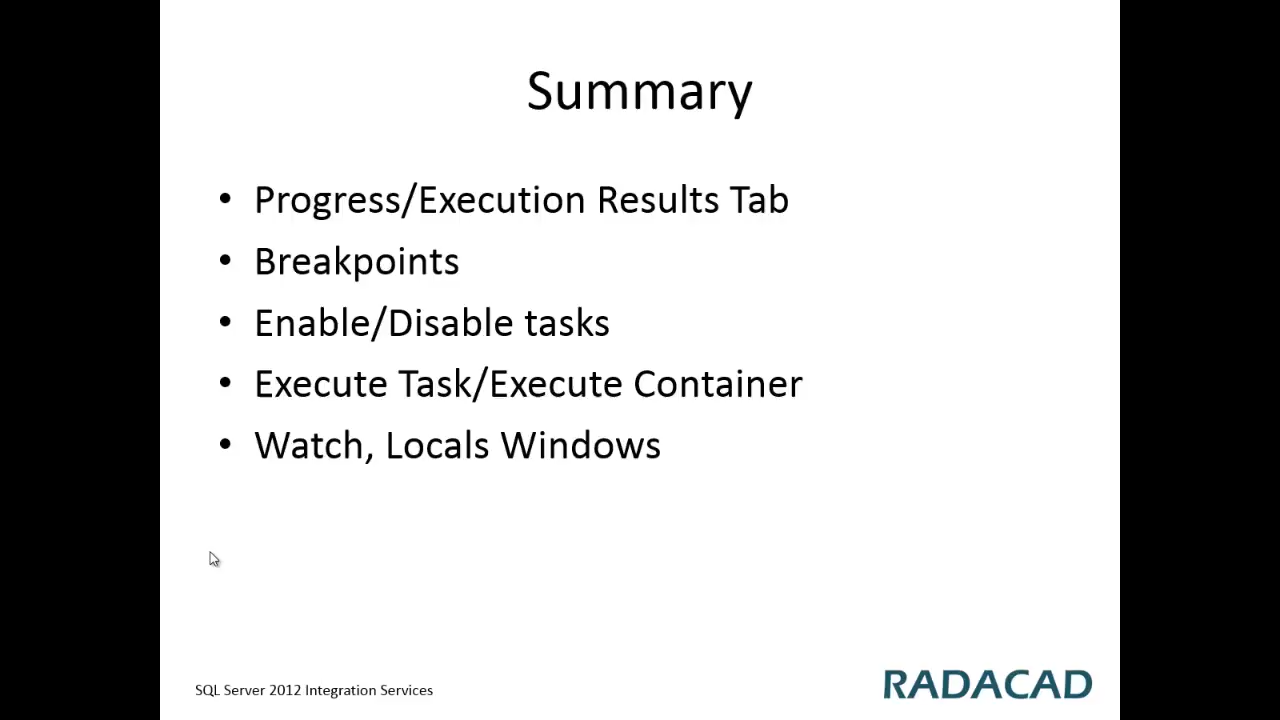 Summary
• Progress/Execution Results Tab
• Breakpoints
• Enable/Disable tasks
• Execute Task/Execute Container
• Watch, Locals Windows
SQL Server 2012 Integration Services
RADACAD